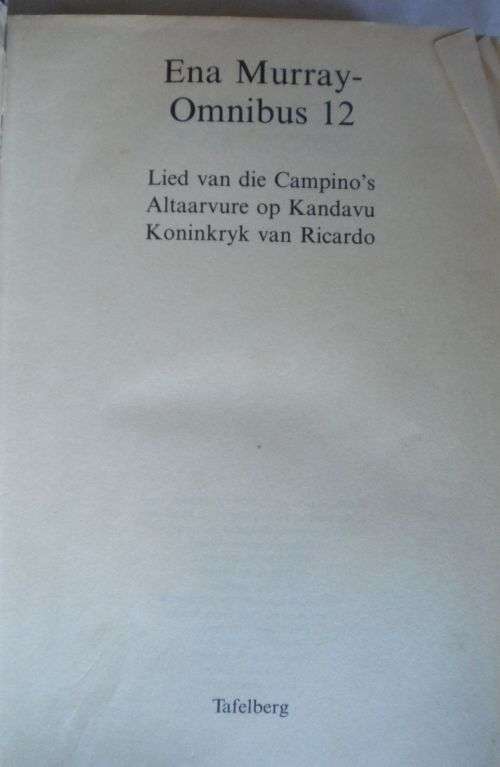 Ena Murray-
Omnibus 12
Lied van die Campino's
Altaarvure op Kandavu
Koninkryk van Ricardo
Tafelberg